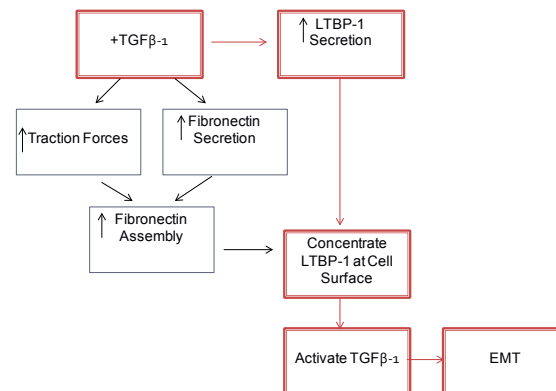 +TGFβ-1
LTBP-1
Secretion
Traction Forces
Fibronectin
Secretion
Fibronectin
Assembly
Concentrate
LTBP-1 at Cell
Surface
Activate TGFβ-1
EMT